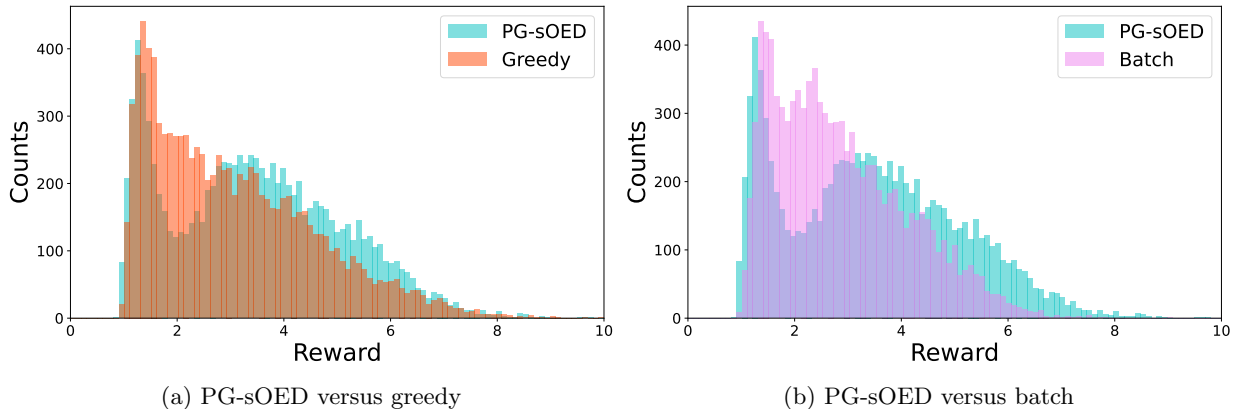 PG-sOED
Greedy
Counts
400
300
200
100
0
0 2 4 6 8 10
Reward
(a) PG-sOED versus greedy
PG-sOED
Batch
Counts
400
300
200
100
0
0 2 4 6 8 10
Reward
(b) PG-sOED versus batch